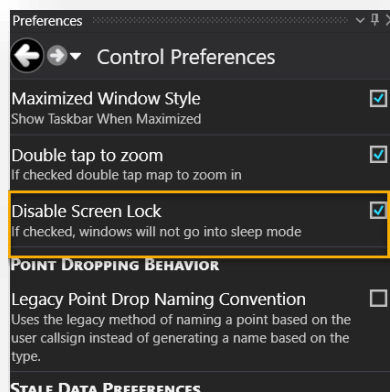 Preferences
Control Preferences
Maximized Window Style
Show Taskbar When Maximized
Double tap to zoom
If checked double tap map to zoom in
Disable Screen Lock
If checked, windows will not go into sleep mode
POINT DROPPING BEHAVIOR
Legacy Point Drop Naming Convention
Uses the legacy method of naming a point based on the
user callsign instead of generating a name based on the
type.
STALE DATA PREFERENCES